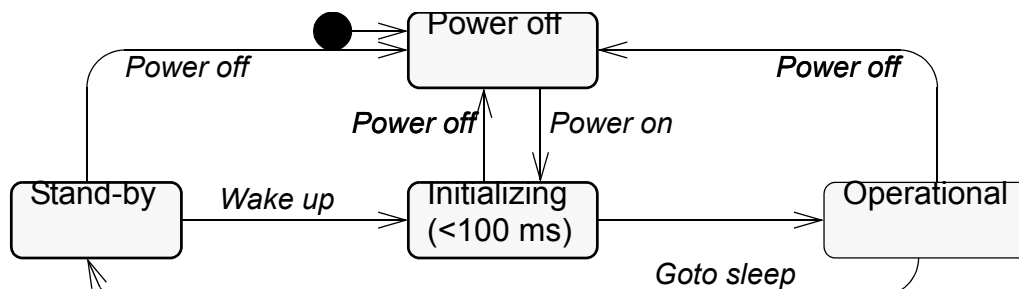 Power off
Power off
Power off
Power off
Power on
Stand-by
Wake up
Initializing
(<100 ms)
Operational
Goto sleep